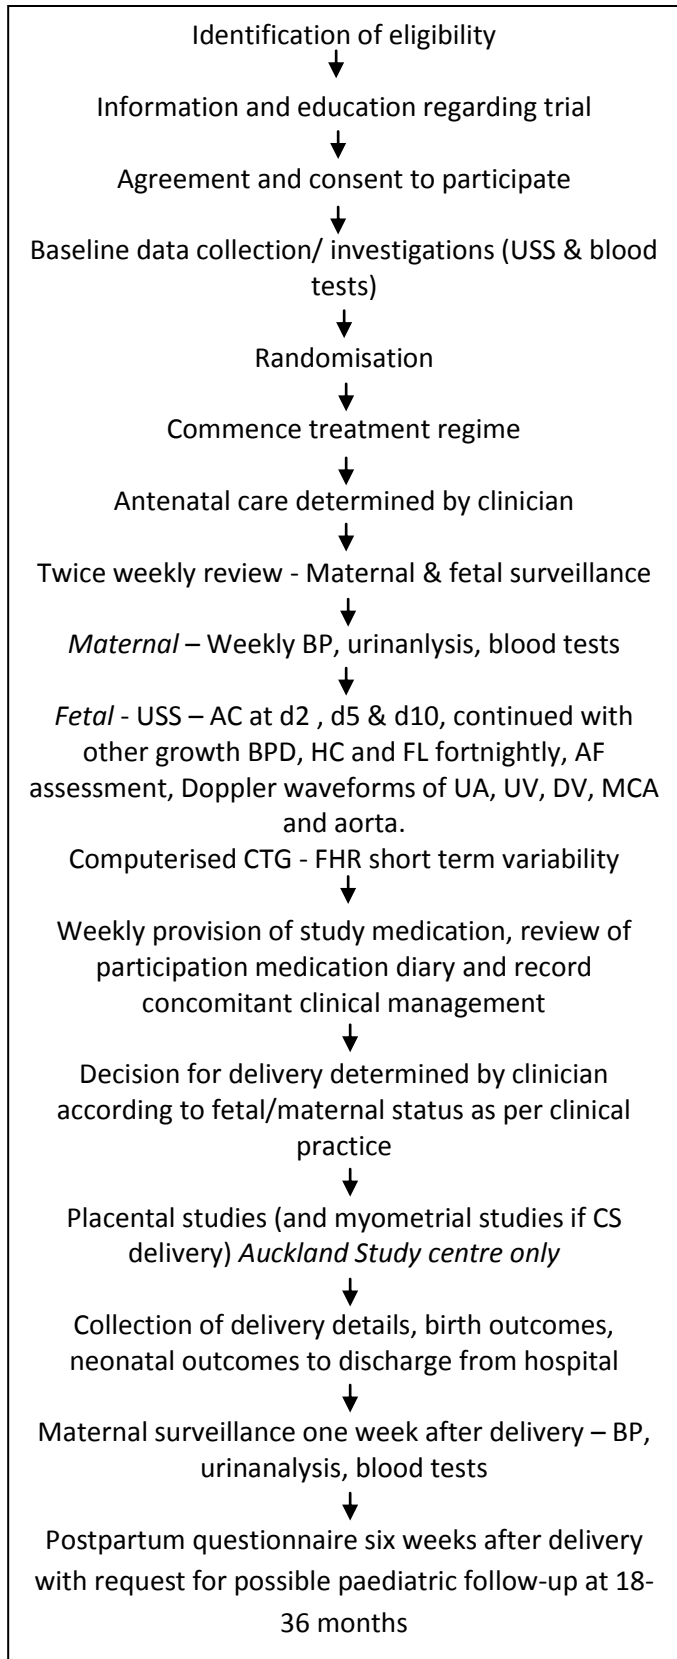 Identification of eligibility
Information and education regarding trial
Agreement and consent to participate
Baseline data collection/ investigations (USS & blood
tests)
Randomisation
Commence treatment regime
Antenatal care determined by clinician
Twice weekly review - Maternal & fetal surveillance
Maternal – Weekly BP, urinanlysis, blood tests
Fetal - USS – AC at d2 , d5 & d10, continued with
other growth BPD, HC and FL fortnightly, AF
assessment, Doppler waveforms of UA, UV, DV, MCA
and aorta.
Computerised CTG - FHR short term variability
Weekly provision of study medication, review of
participation medication diary and record
concomitant clinical management
Decision for delivery determined by clinician
according to fetal/maternal status as per clinical
practice
Placental studies (and myometrial studies if CS
delivery) Auckland Study centre only
Collection of delivery details, birth outcomes,
neonatal outcomes to discharge from hospital
Maternal surveillance one week after delivery – BP,
urinanalysis, blood tests
Postpartum questionnaire six weeks after delivery
with request for possible paediatric follow-up at 18-
36 months